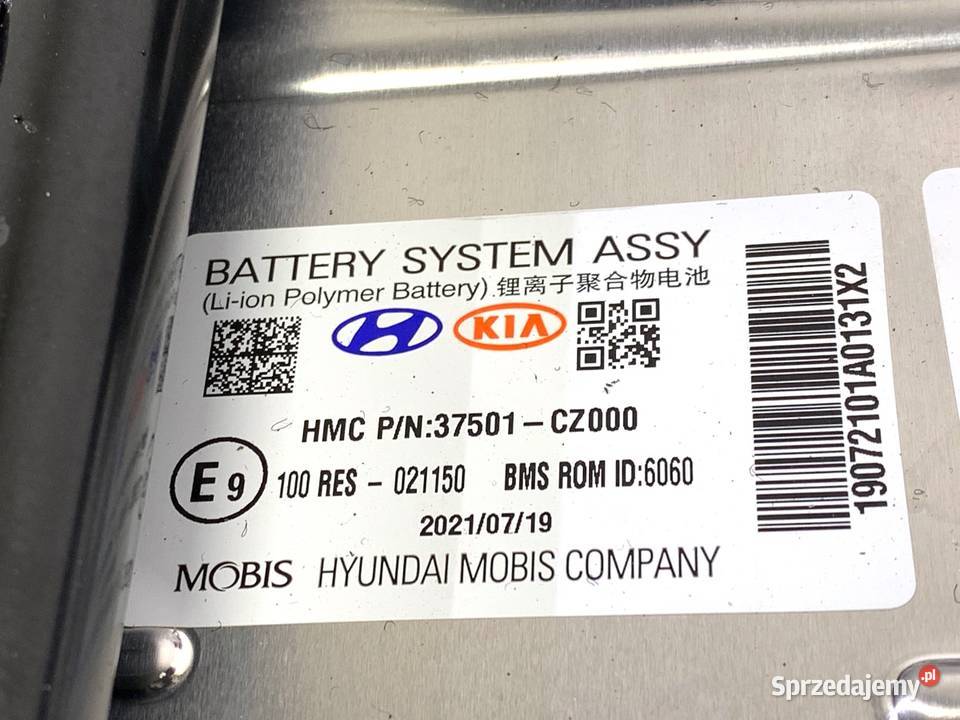 BATTERY SYSTEM ASSY
(Li-ion Polymer Battery) 锂离子聚合物电池
KIA
HMC P/N:37501-CZ000
E9 100 RES - 021150 BMS ROM ID:6060
2021/07/19
MOBIS HYUNDAI MOBIS COMPANY
19072101A0131X2
Sprzedajemy.pl